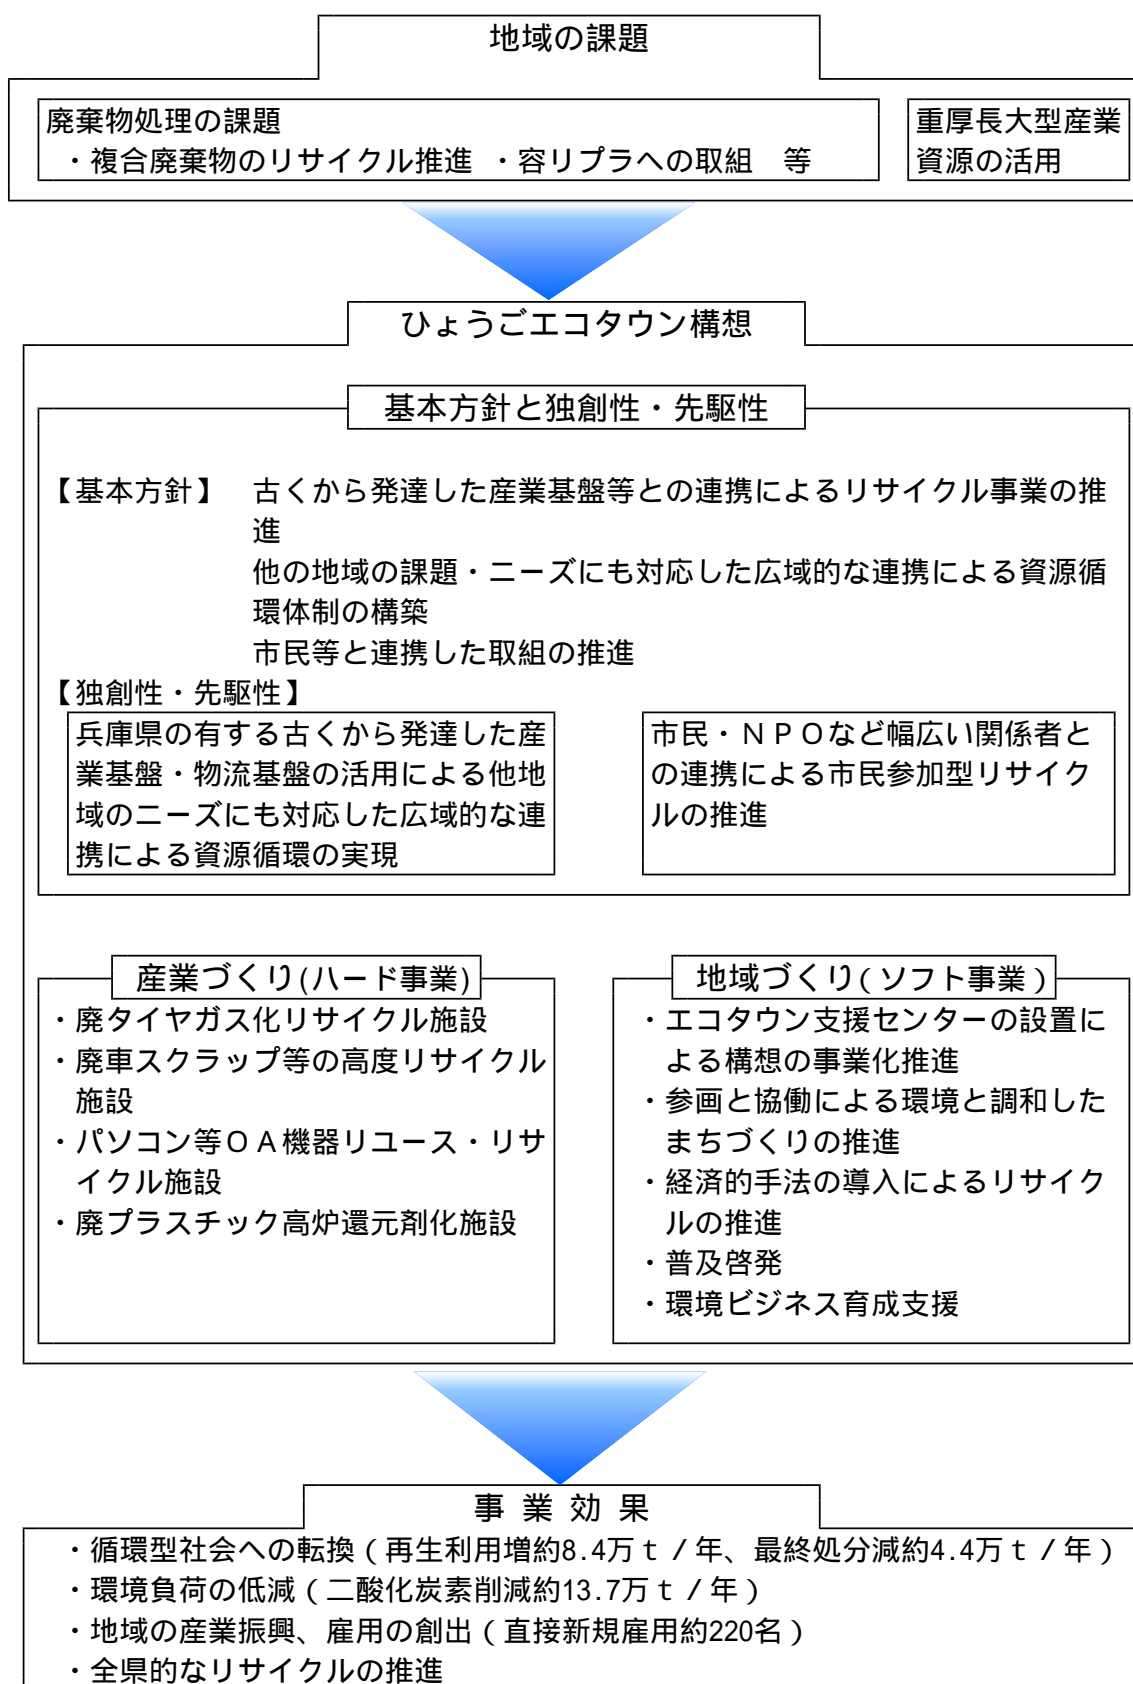 地域の課題
廃棄物処理の課題
・複合廃棄物のリサイクル推進 ・容リプラへの取組 等
重厚長大型産業
資源の活用
ひょうごエコタウン構想
基本方針と独創性・先駆性
【基本方針】 古くから発達した産業基盤等との連携によるリサイクル事業の推
進
他の地域の課題・ニーズにも対応した広域的な連携による資源循
環体制の構築
市民等と連携した取組の推進
【独創性・先駆性】
兵庫県の有する古くから発達した産
業基盤・物流基盤の活用による他地
域のニーズにも対応した広域的な連
携による資源循環の実現
市民・NPOなど幅広い関係者と
の連携による市民参加型リサイク
ルの推進
産業づくり(ハード事業)
・廃タイヤガス化リサイクル施設
・廃車スクラップ等の高度リサイクル
施設
・パソコン等OA機器リユース・リサ
イクル施設
・廃プラスチック高炉還元剤化施設
地域づくり(ソフト事業)
・エコタウン支援センターの設置に
よる構想の事業化推進
・参画と協働による環境と調和した
まちづくりの推進
・経済的手法の導入によるリサイク
ルの推進
・普及啓発
・環境ビジネス育成支援
事 業 効 果
・循環型社会への転換(再生利用増約8.4万t/年、最終処分減約4.4万t/年)
・環境負荷の低減(二酸化炭素削減約13.7万t/年)
・地域の産業振興、雇用の創出(直接新規雇用約220名)
・全県的なリサイクルの推進